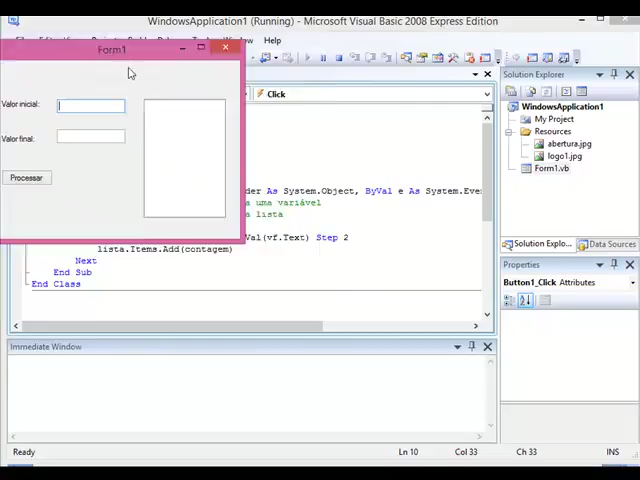 WindowsApplication1 (Running) - Microsoft Visual Basic 2008 Express Edition
Help
Form1
Valor inicial:
Valor final:
Processar
Click
der As System.Object, ByVal e As System.Even
a uma variável
a lista
Val(vf.Text) Step 2
lista.Items.Add(contagem)
Next
End Sub
End Class
Immediate Window
Solution Explorer
WindowsApplication1
My Project
Resources
abertura.jpg
logo1.jpg
Form1.vb
Solution Explo...
Data Sources
Properties
Button1_Click Attributes
Ready
Ln 10
Col 33
Ch 33
INS